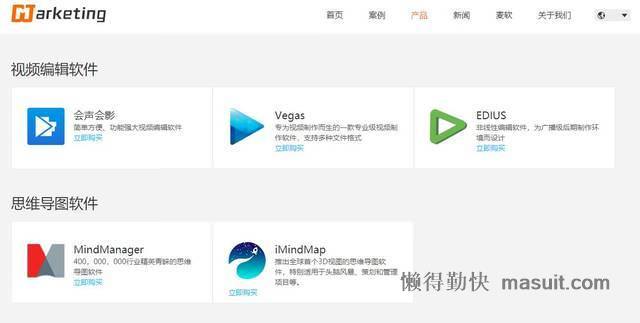 Marketing
首页 案例 产品 新闻 麦软 关于我们
视频编辑软件
会声会影
简单方便、功能强大视频编辑软件
立即购买
Vegas
专为视频制作而生的一款专业级视频制
作软件，支持多种文件格式
立即购买
EDIUS
非线性编辑软件，为广播级后期制作环
境而设计
立即购买
思维导图软件
MindManager
400，000，000行业精英青睐的思维
导图软件
立即购买
iMindMap
推出全球首个3D视图的思维导图软
件，特别适用于头脑风暴、策划和管理
项目等。
立即购买
懒得勤快 masuit.com